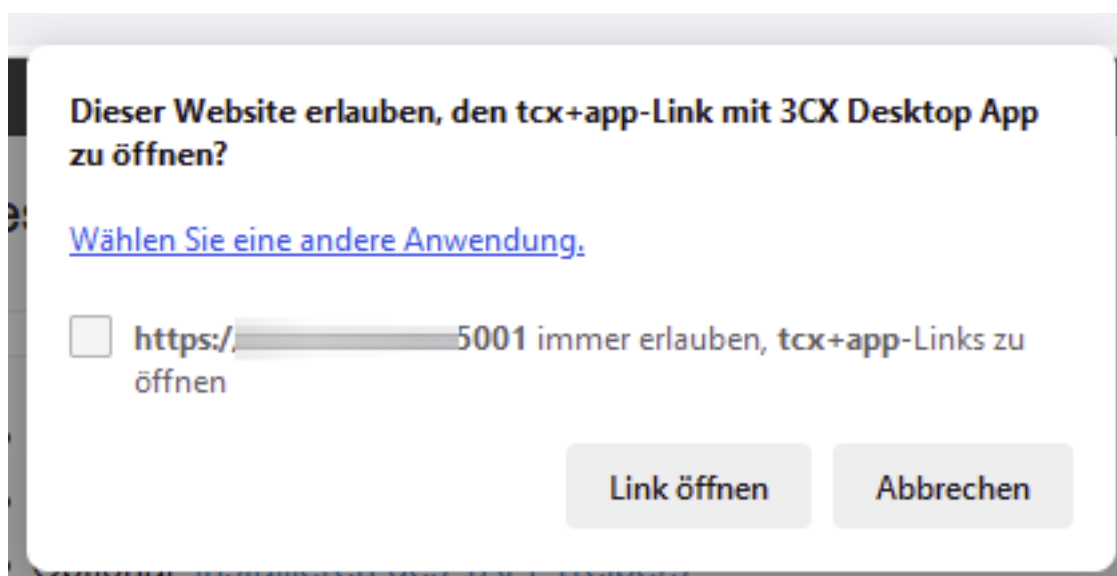 Dieser Website erlauben, den tcx+app-Link mit 3CX Desktop App
zu öffnen?
Wählen Sie eine andere Anwendung.
https:/ 5001 immer erlauben, tcx+app-Links zu
öffnen
Link öffnen
Abbrechen